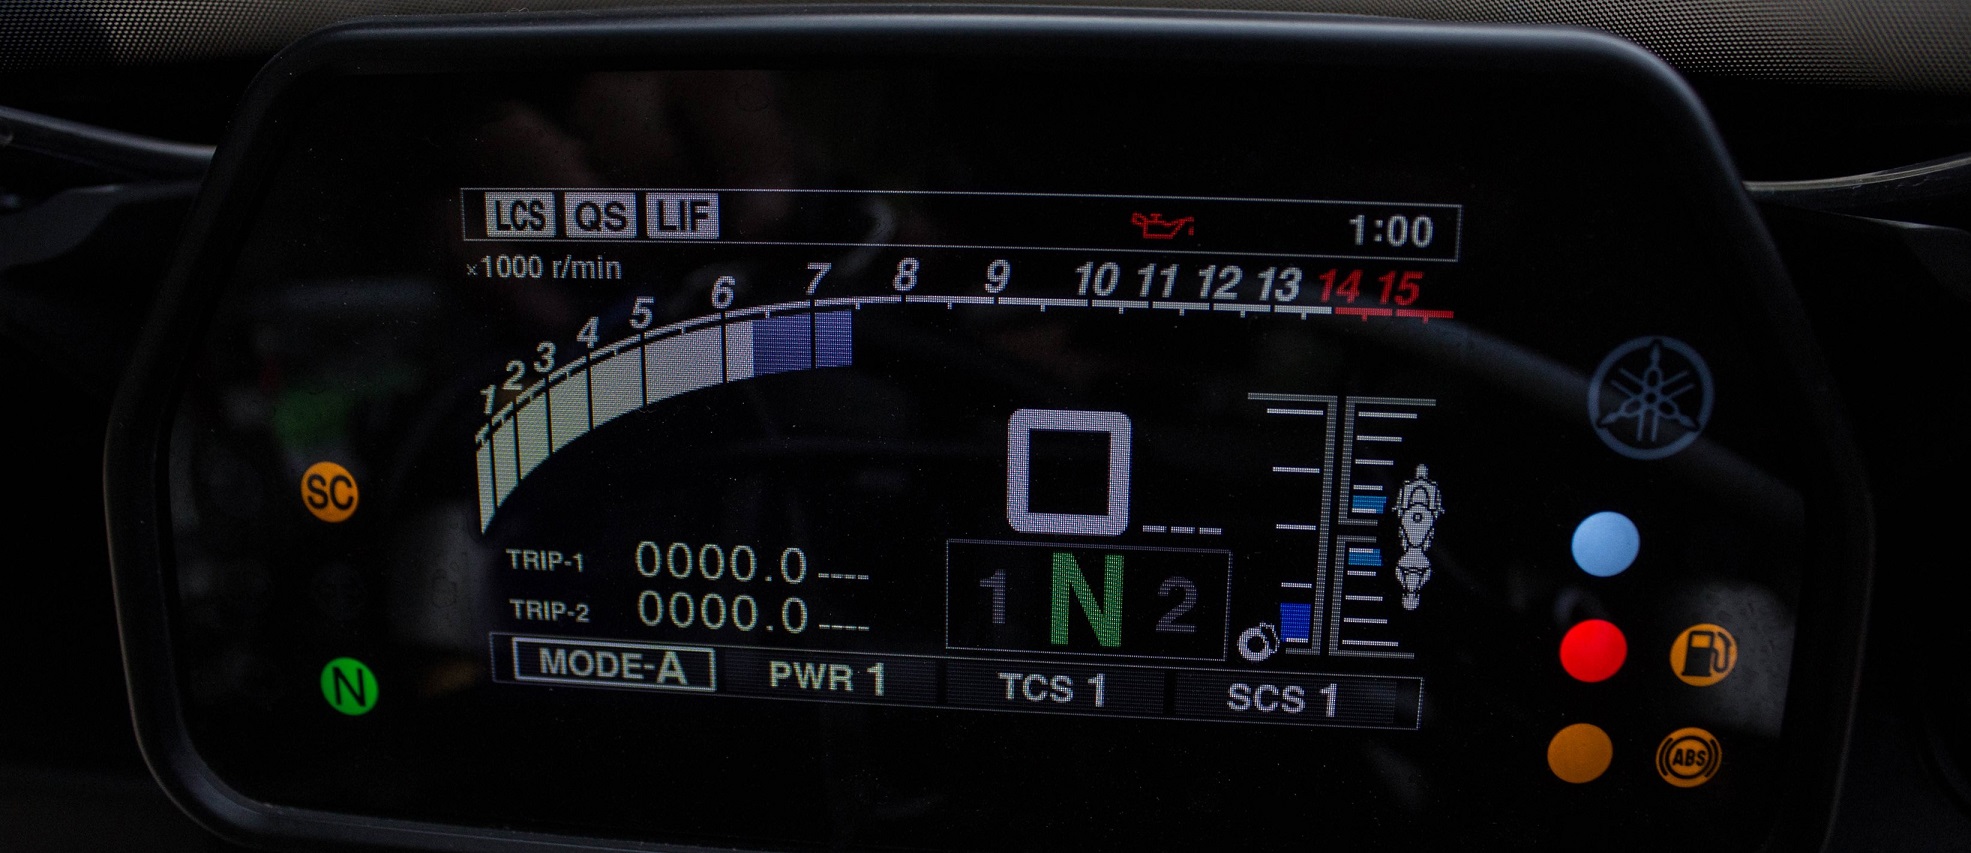 LCS QS LIF 1:00
×1000 r/min
1 2 3 4 5 6 7 8 9 10 11 12 13 14 15
SC
0
TRIP-1 0000.0
TRIP-2 0000.0
1 N 2
N
MODE-A PWR 1 TCS 1 SCS 1
ABS